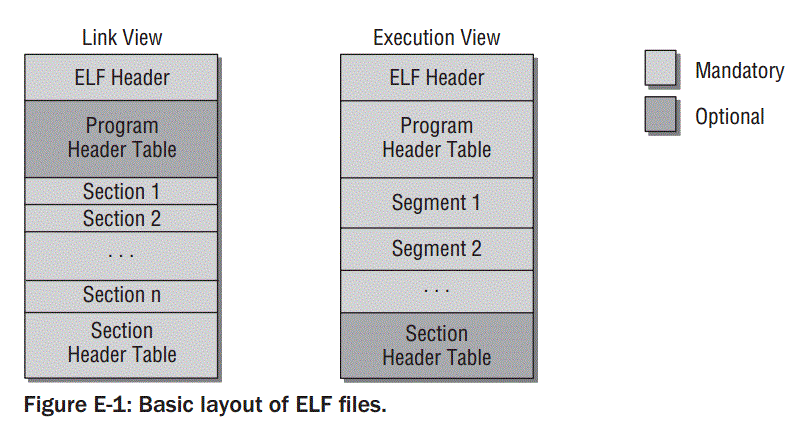 Link View
ELF Header
Program
Header Table
Section 1
Section 2
. . .
Section n
Section
Header Table
Execution View
ELF Header
Program
Header Table
Segment 1
Segment 2
. . .
Section
Header Table
Mandatory
Optional
Figure E-1: Basic layout of ELF files.